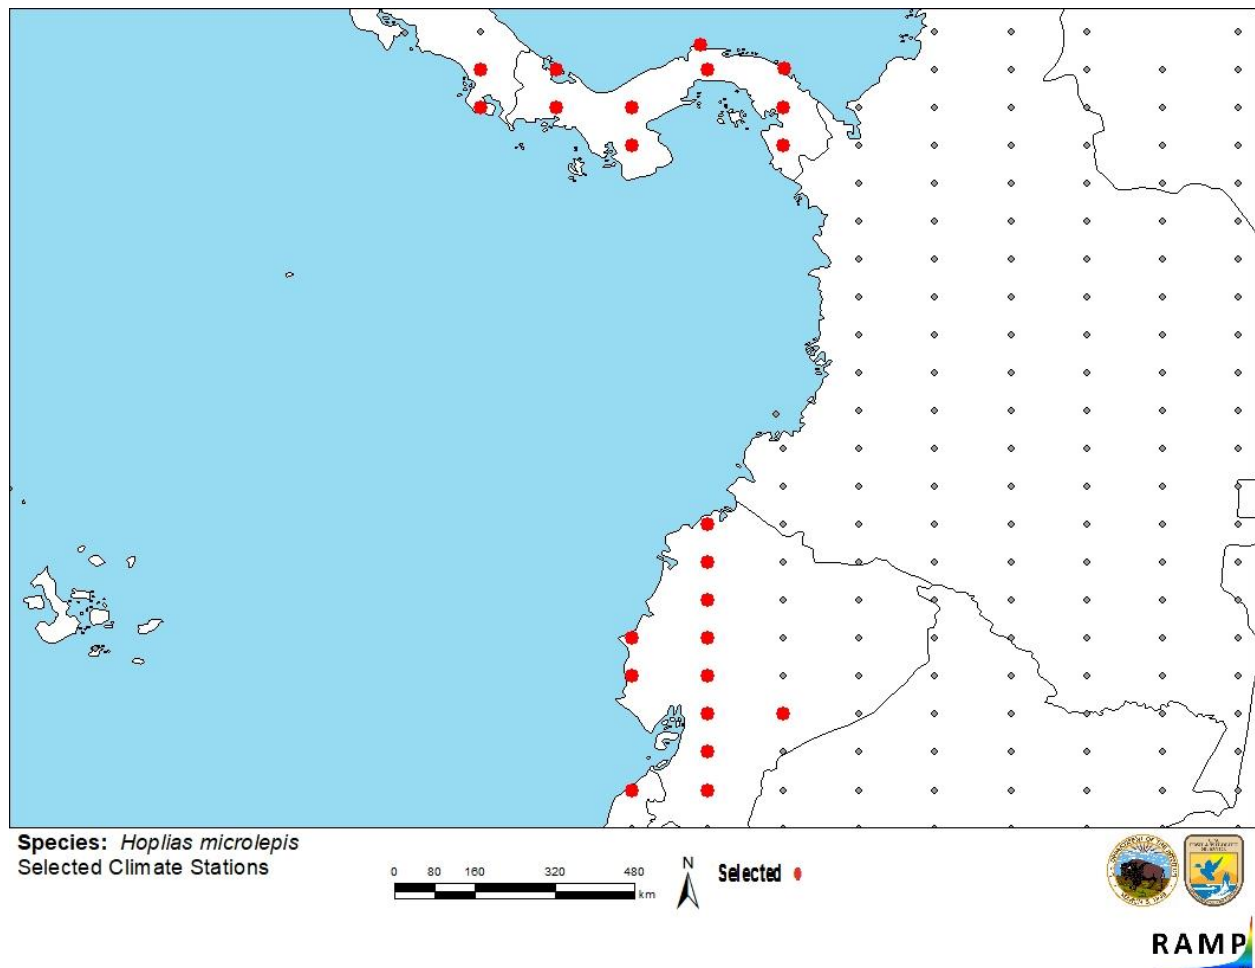 Species: Hoplias microlepis
Selected Climate Stations
0 80 160 320 480
km
N
Selected
RAMP